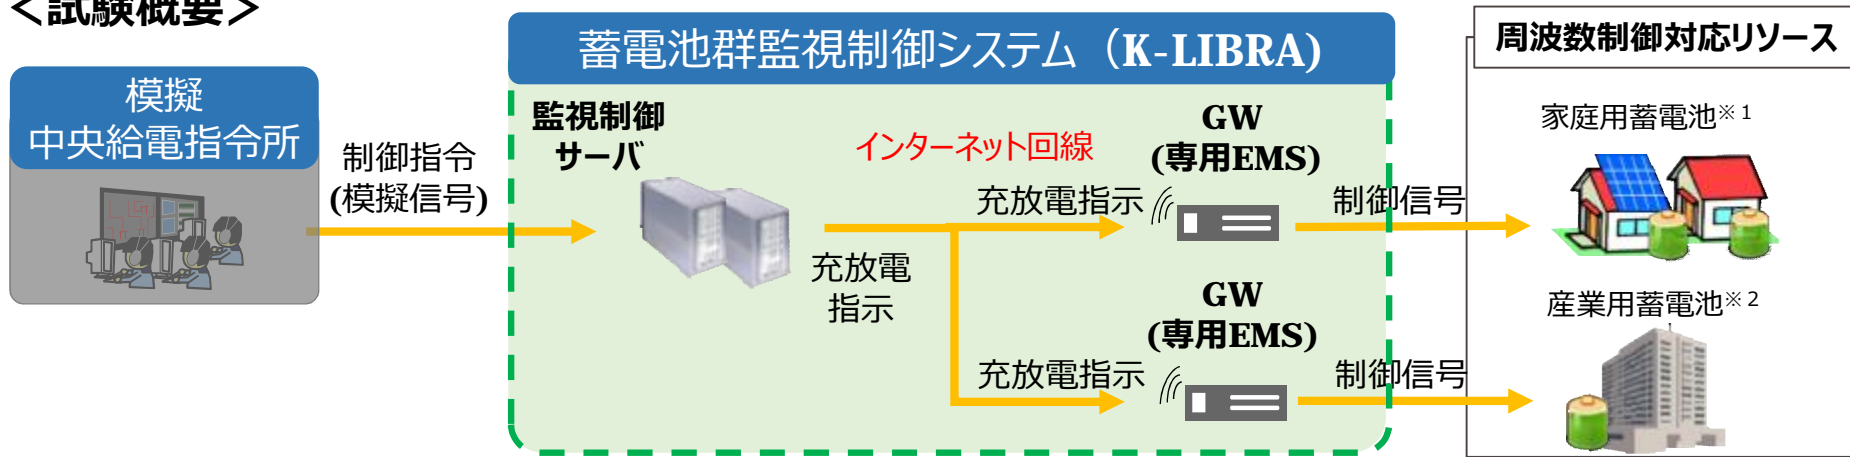 ＜試験概要＞
模擬
中央給電指令所
制御指令
(模擬信号)
蓄電池群監視制御システム（K-LIBRA)
監視制御
サーバ
インターネット回線
充放電
指示
GW
(専用EMS)
充放電指示
制御信号
GW
(専用EMS)
充放電指示
制御信号
周波数制御対応リソース
家庭用蓄電池※1
産業用蓄電池※2